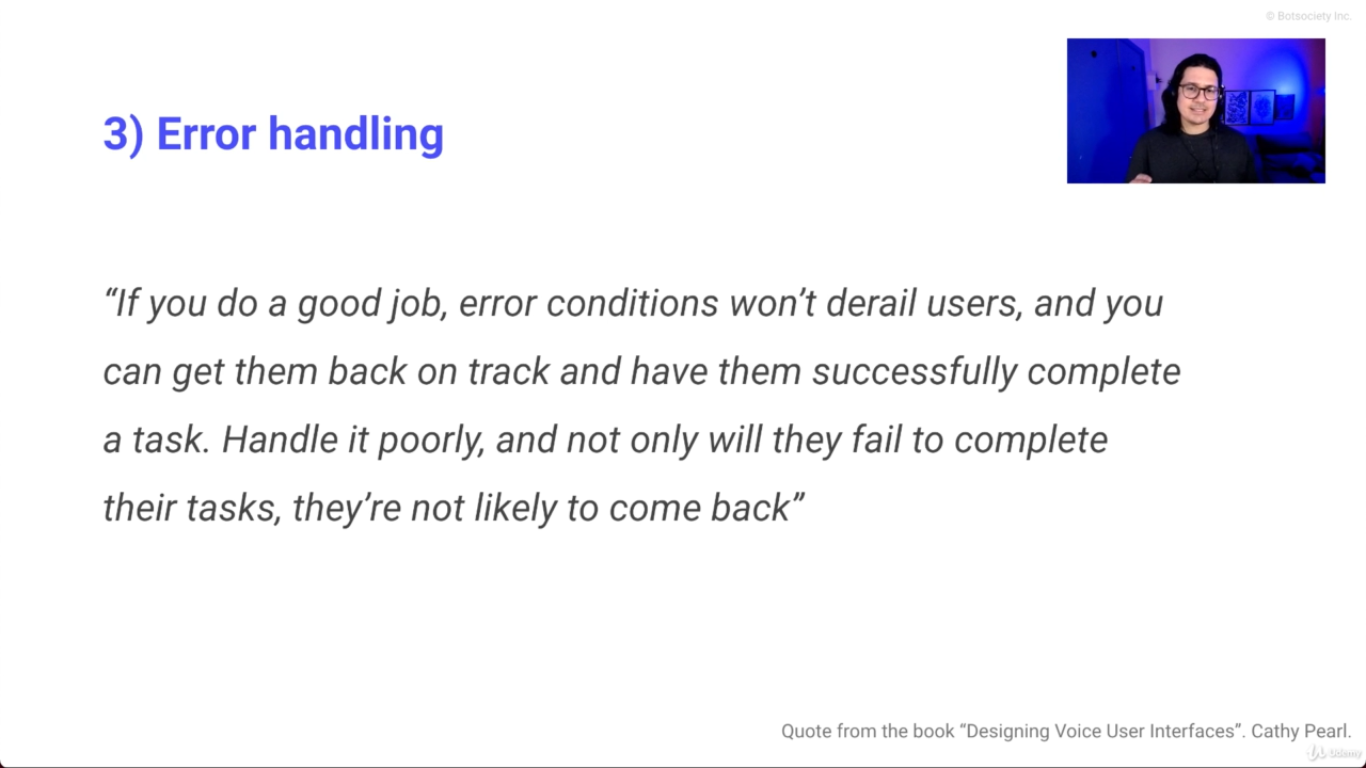 © Botsociety Inc.
3) Error handling
“If you do a good job, error conditions won’t derail users, and you
can get them back on track and have them successfully complete
a task. Handle it poorly, and not only will they fail to complete
their tasks, they’re not likely to come back”
Quote from the book “Designing Voice User Interfaces”. Cathy Pearl.
Udemy